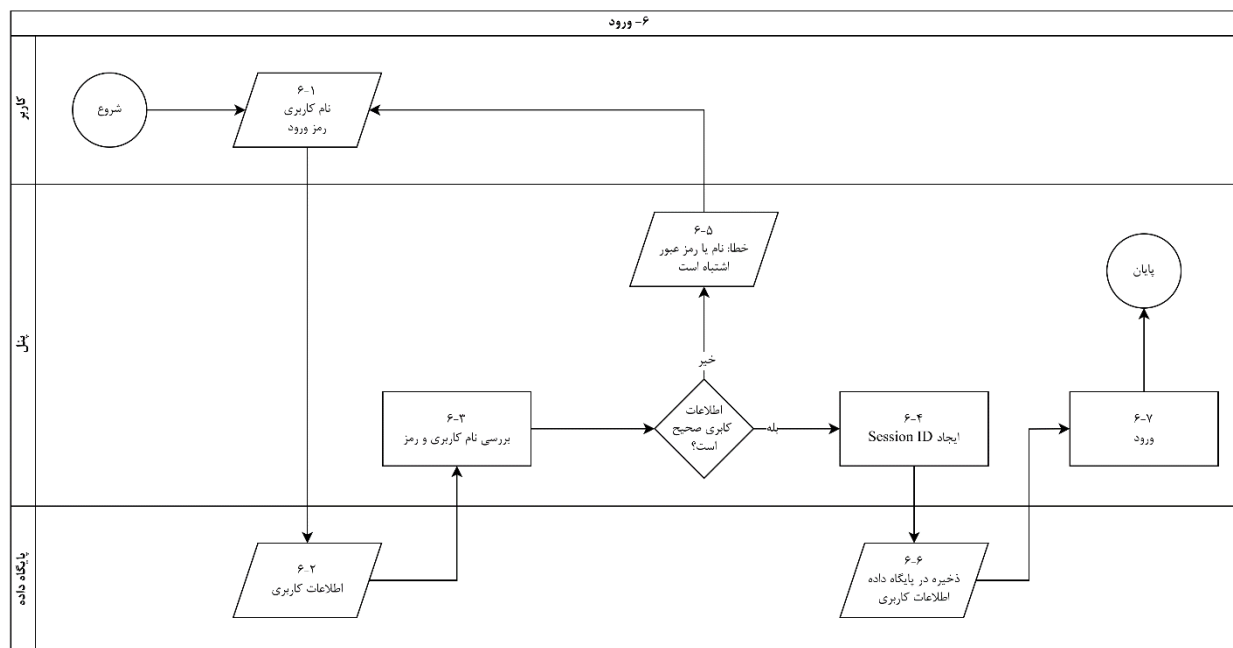 ۶- ورود
کاربر
شروع
۶-۱
نام کاربری
رمز ورود
پنل
۶-۵
خطا: نام یا رمز عبور
اشتباه است
پایان
خیر
۶-۳
بررسی نام کاربری و رمز
اطلاعات
کابری صحیح
است؟
بله
۶-۴
ایجاد Session ID
۶-۷
ورود
پایگاه داده
۶-۲
اطلاعات کاربری
۶-۶
ذخیره در پایگاه داده
اطلاعات کاربری